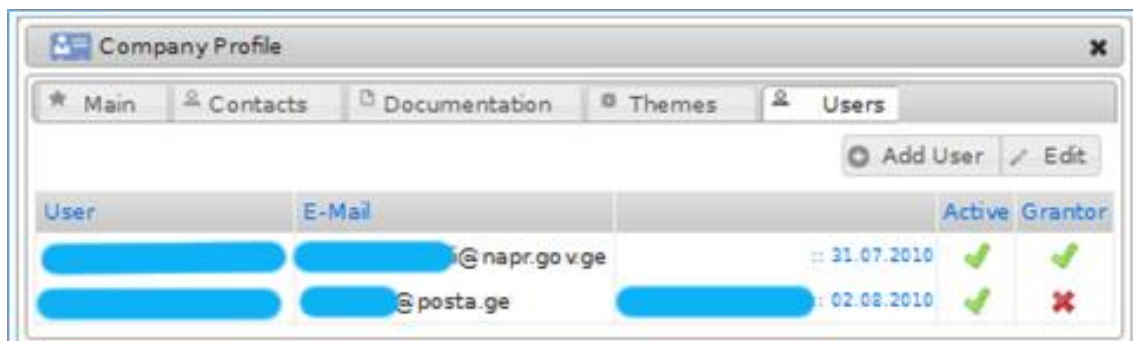 Company Profile
Main Contacts Documentation Themes Users
Add User Edit
User E-Mail Active Grantor
@napr.gov.ge :: 31.07.2010
@posta.ge : 02.08.2010